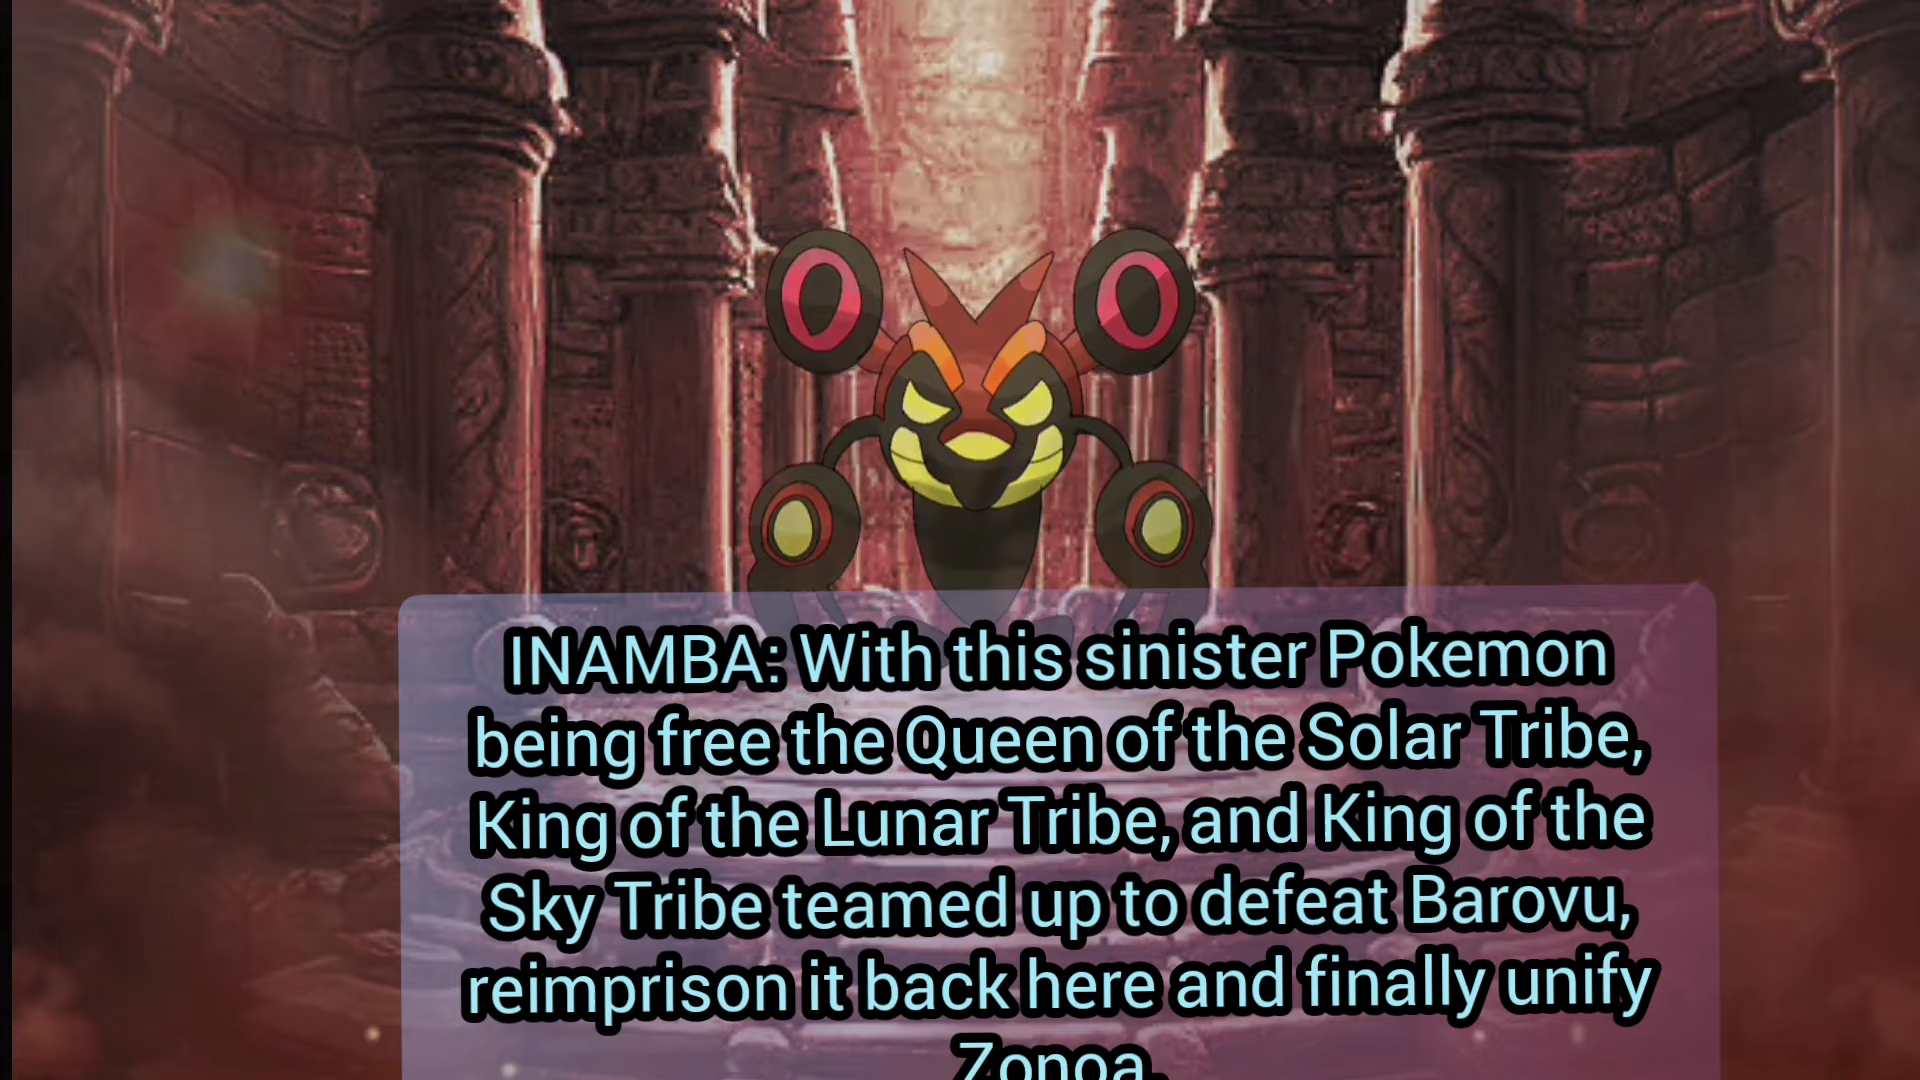 INAMBA: With this sinister Pokemon
being free the Queen of the Solar Tribe,
King of the Lunar Tribe, and King of the
Sky Tribe teamed up to defeat Barovu,
reimprison it back here and finally unify
Zonoa.